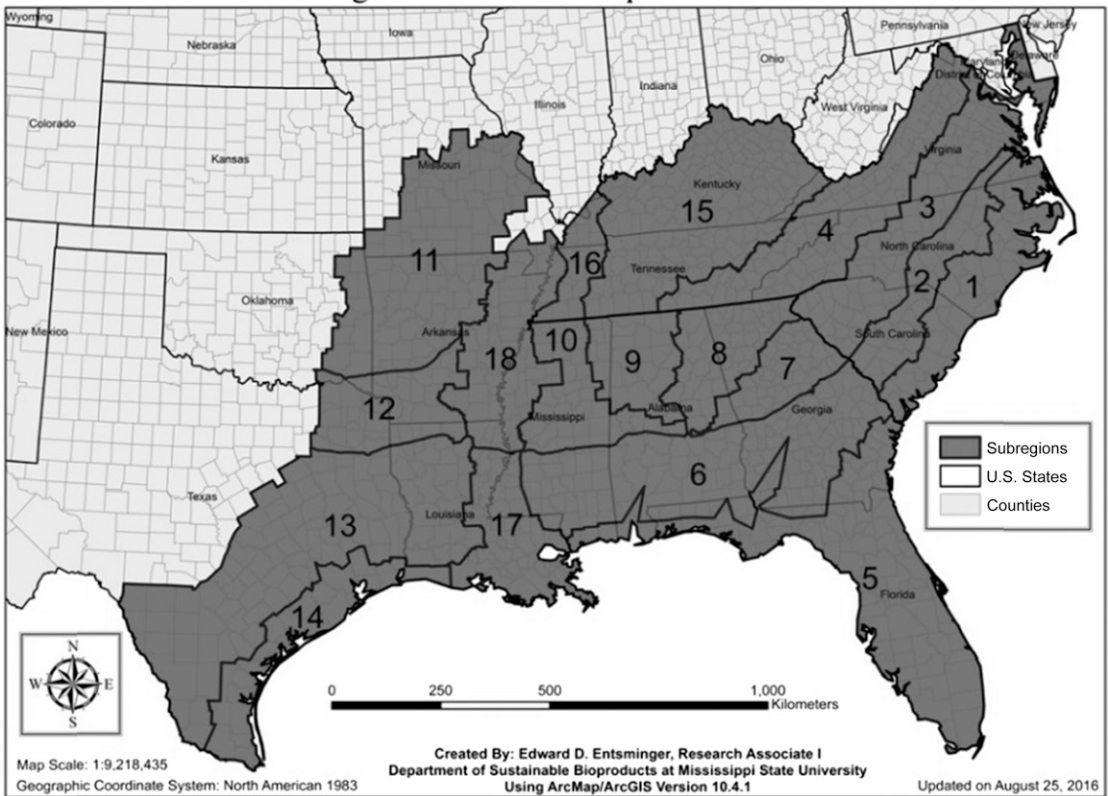 Wyoming
Nebraska
Iowa
Pennsylvania
New Jersey
Ohio
Indiana
Illinois
Maryland
Delaware
West Virginia
Colorado
Kansas
Missouri
Virginia
Kentucky
15
3
4
North Carolina
11
16
Tennessee
2
1
Oklahoma
New Mexico
Arkansas
10
South Carolina
18
9
8
7
12
Mississippi
Alabama
Georgia
Subregions
U.S. States
Counties
6
Texas
13
Louisiana
17
5
Florida
14
N
W
E
S
0
250
500
1,000
Kilometers
Created By: Edward D. Entsminger, Research Associate I
Department of Sustainable Bioproducts at Mississippi State University
Using ArcMap/ArcGIS Version 10.4.1
Map Scale: 1:9,218,435
Geographic Coordinate System: North American 1983
Updated on August 25, 2016